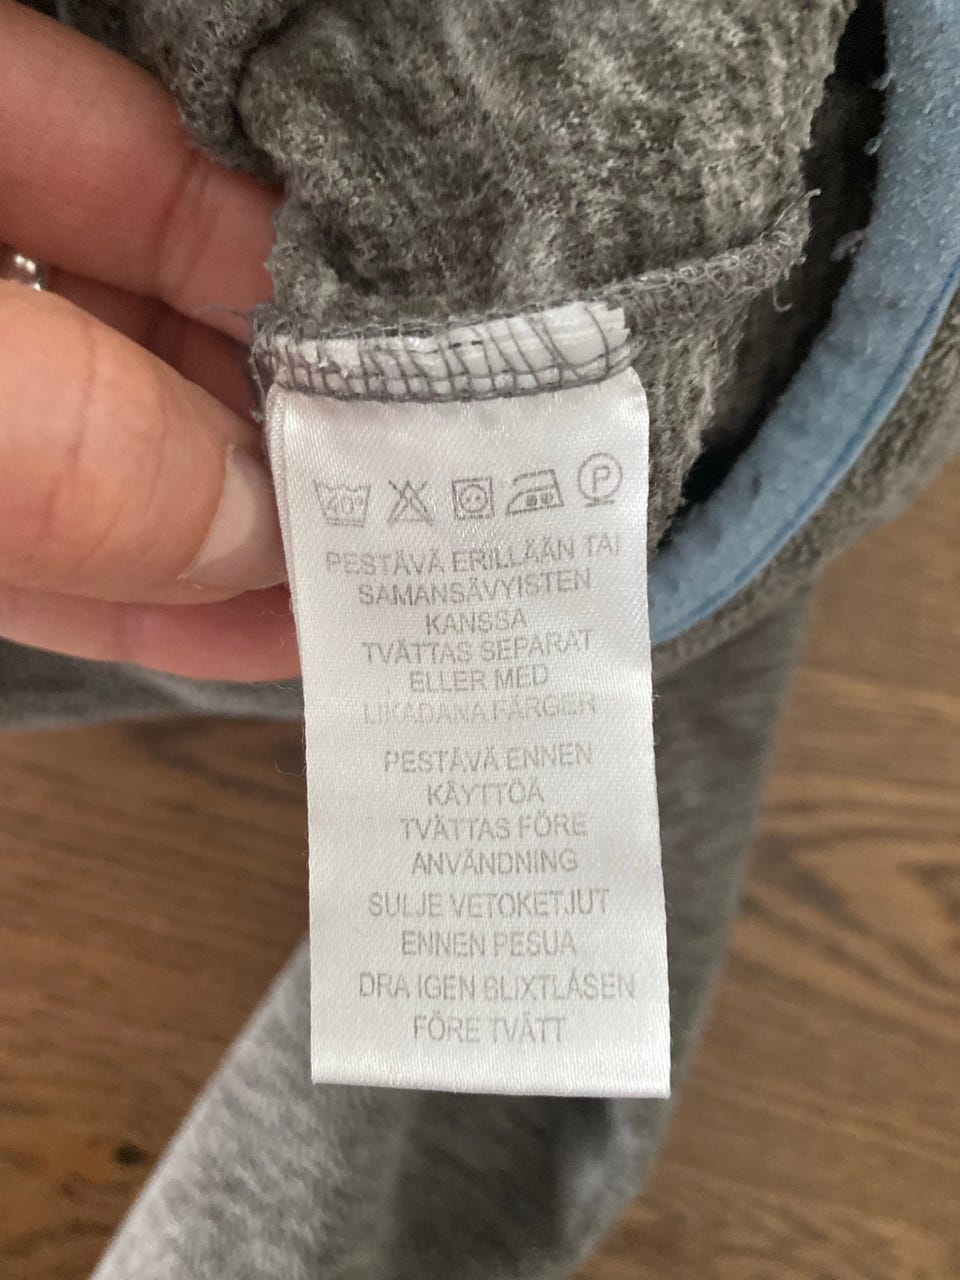 40° P
PESTÄVÄ ERILLÄÄN TAI
SAMANSÄVYISTEN
KANSSA
TVÄTTAS SEPARAT
ELLER MED
LIKADANA FÄRGER
PESTÄVÄ ENNEN
KÄYTTÖÄ
TVÄTTAS FÖRE
ANVÄNDNING
SULJE VETOKETJUT
ENNEN PESUA
DRA IGEN BLIXTLÅSEN
FÖRE TVÄTT